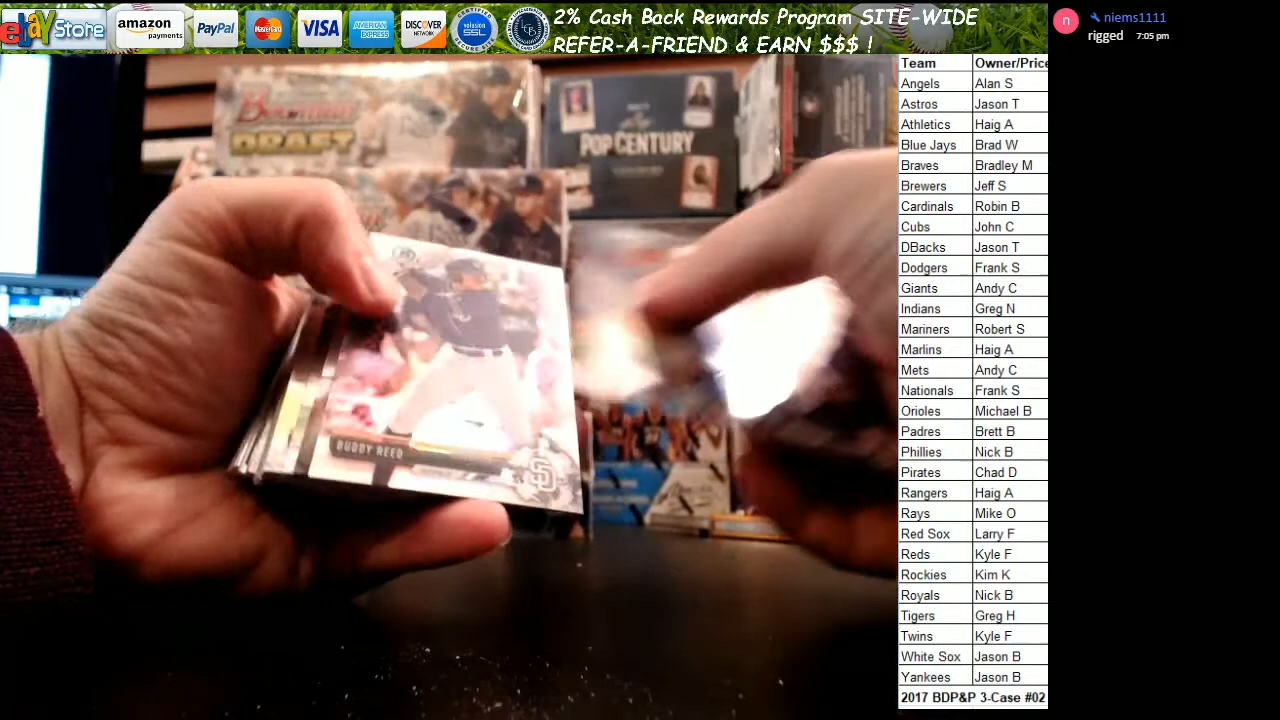 ebay Store
amazon
payments
PayPal
MasterCard
VISA
AMERICAN
EXPRESS
DISCOVER
NETWORK
volusion
SSL
2% Cash Back Rewards Program SITE-WIDE
REFER-A-FRIEND & EARN $$$ !
n
niems1111
rigged 7:05 pm
Bowman
DRAFT
POP CENTURY
BUDDY REED
SD
Team Owner/Price
Angels Alan S
Astros Jason T
Athletics Haig A
Blue Jays Brad W
Braves Bradley M
Brewers Jeff S
Cardinals Robin B
Cubs John C
DBacks Jason T
Dodgers Frank S
Giants Andy C
Indians Greg N
Mariners Robert S
Marlins Haig A
Mets Andy C
Nationals Frank S
Orioles Michael B
Padres Brett B
Phillies Nick B
Pirates Chad D
Rangers Haig A
Rays Mike O
Red Sox Larry F
Reds Kyle F
Rockies Kim K
Royals Nick B
Tigers Greg H
Twins Kyle F
White Sox Jason B
Yankees Jason B
2017 BDP&P 3-Case #02